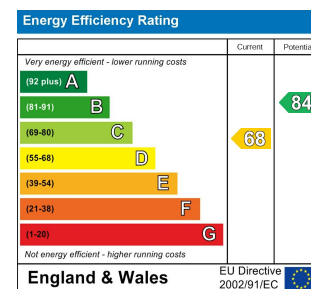 Energy Efficiency Rating
Current Potentia
Very energy efficient - lower running costs
(92 plus) A
(81-91) B
84
(69-80) C
68
(55-68) D
(39-54) E
(21-38) F
(1-20) G
Not energy efficient - higher running costs
England & Wales
EU Directive
2002/91/EC